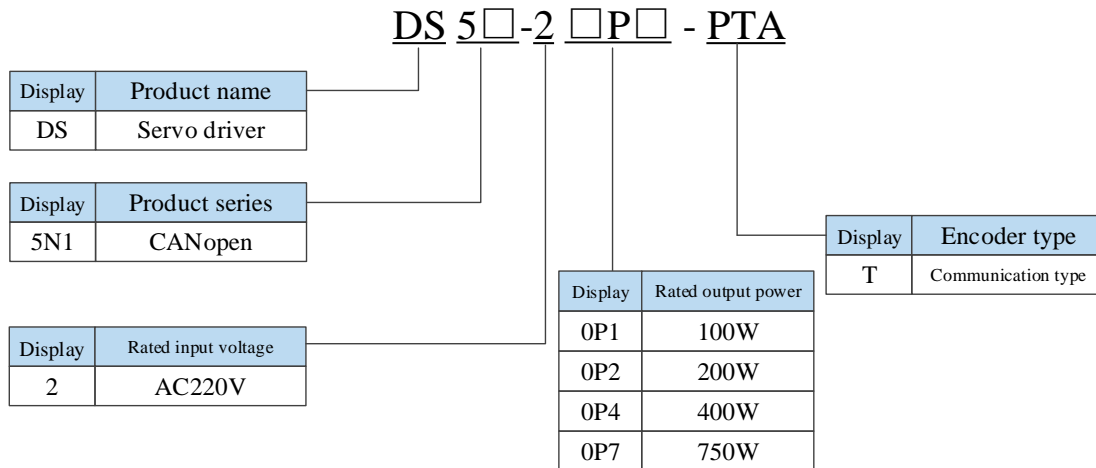 DS 5□-2 □P□ - PTA
Display Product name
DS Servo driver
Display Product series
5N1 CANopen
Display Encoder type
T Communication type
Display Rated output power
0P1 100W
0P2 200W
0P4 400W
0P7 750W
Display Rated input voltage
2 AC220V